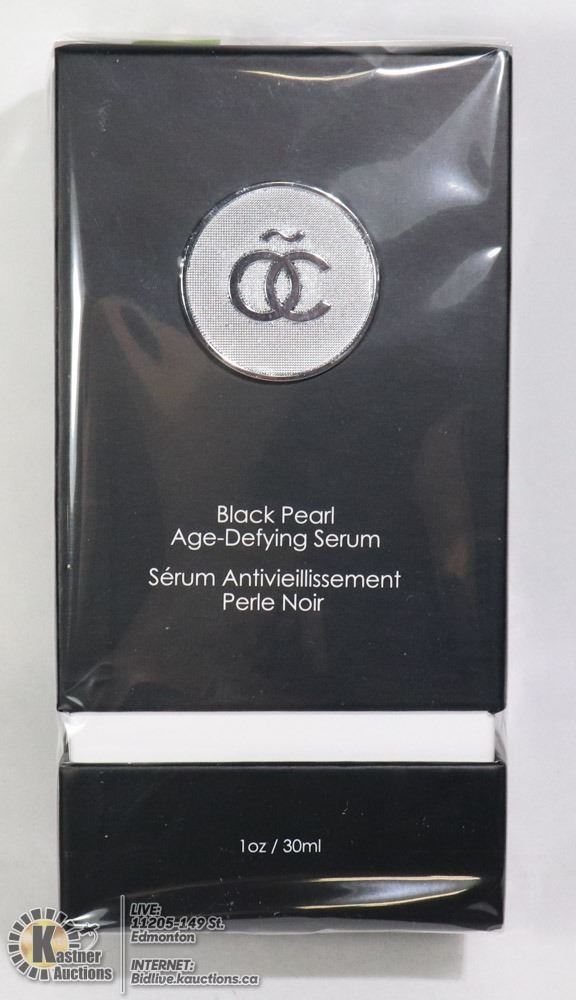 ÕC
Black Pearl
Age-Defying Serum
Sérum Antivieillissement
Perle Noir
1oz / 30ml
Kastner
Auctions
LIVE:
11205-149 St.
Edmonton
INTERNET:
Bidlive.kauctions.ca